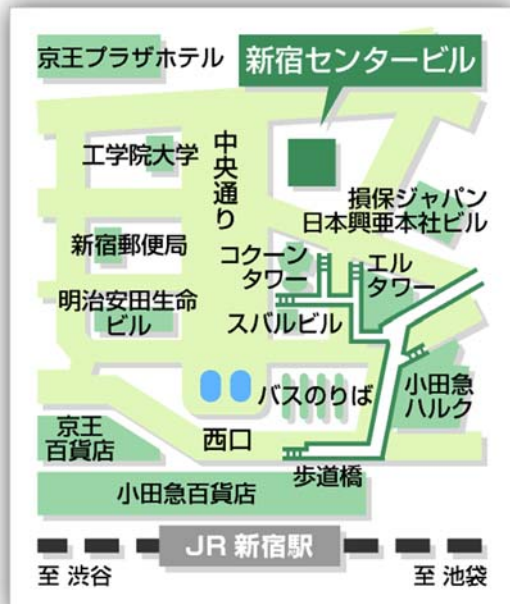 京王プラザホテル
新宿センタービル
工学院大学
中央通り
損保ジャパン
日本興亜本社ビル
新宿郵便局
コクーン
タワー
エル
タワー
明治安田生命
ビル
スバルビル
バスのりば
小田急
ハルク
京王
百貨店
西口
歩道橋
小田急百貨店
JR 新宿駅
至 渋谷
至 池袋